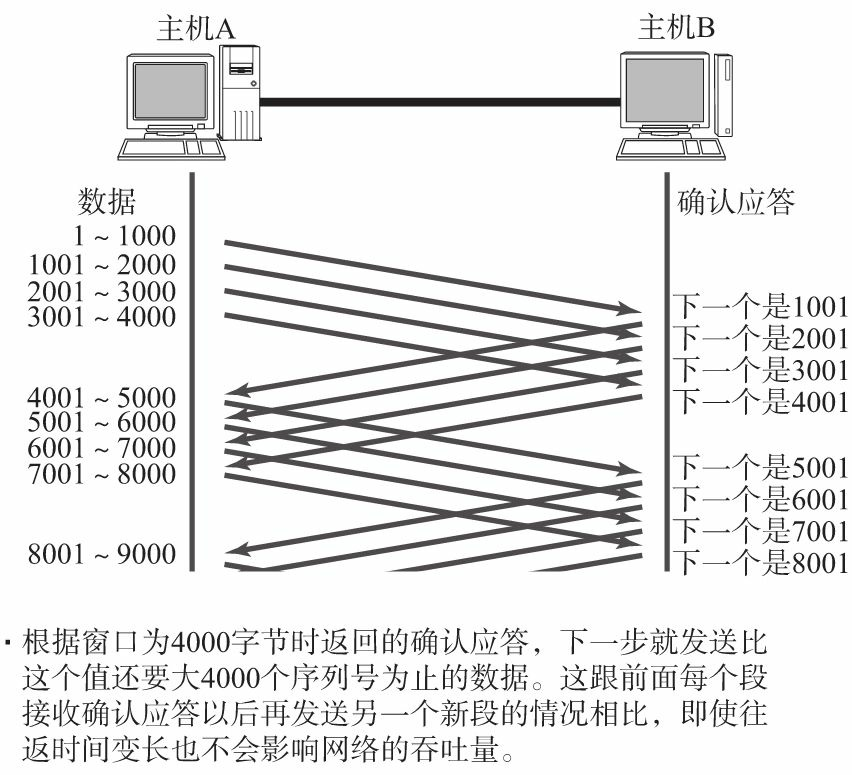 主机A
主机B
数据
确认应答
1 ~ 1000
1001 ~ 2000
2001 ~ 3000
3001 ~ 4000
下一个是1001
下一个是2001
下一个是3001
下一个是4001
4001 ~ 5000
5001 ~ 6000
6001 ~ 7000
7001 ~ 8000
下一个是5001
下一个是6001
下一个是7001
下一个是8001
8001 ~ 9000
· 根据窗口为4000字节时返回的确认应答，下一步就发送比
这个值还要大4000个序列号为止的数据。这跟前面每个段
接收确认应答以后再发送另一个新段的情况相比，即使往
返时间变长也不会影响网络的吞吐量。